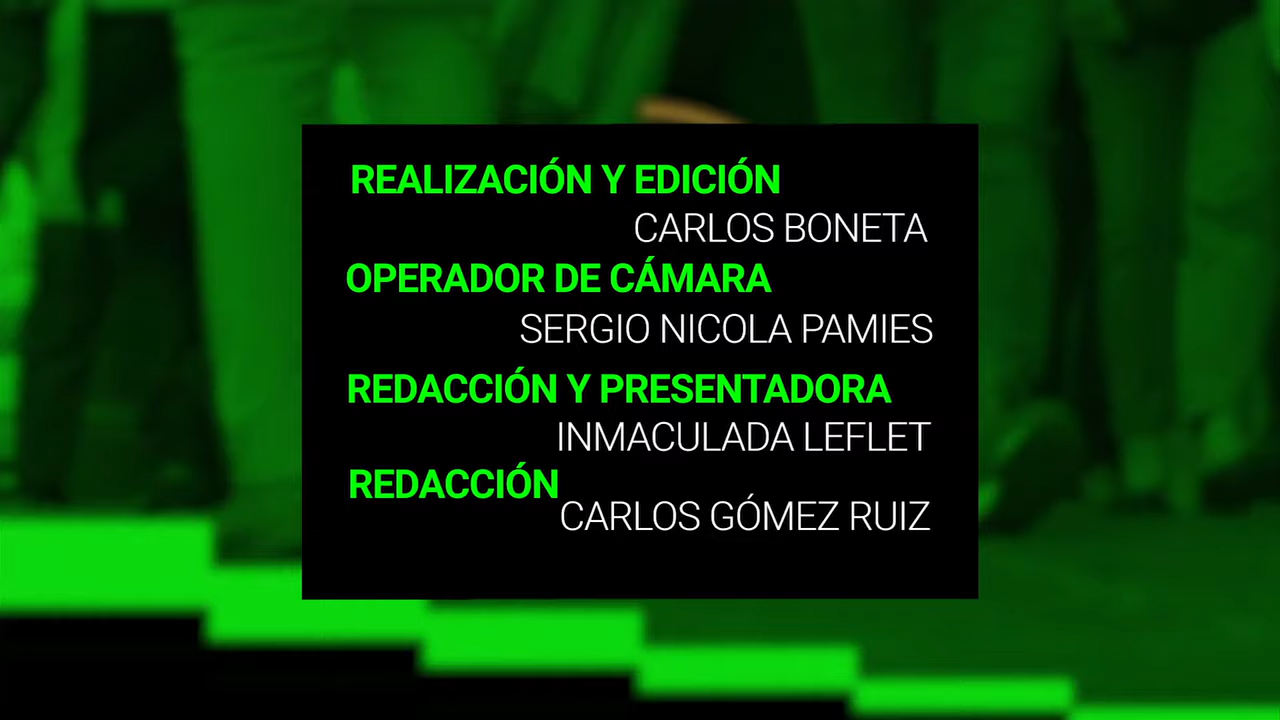 REALIZACIÓN Y EDICIÓN
CARLOS BONETA
OPERADOR DE CÁMARA
SERGIO NICOLA PAMIES
REDACCIÓN Y PRESENTADORA
INMACULADA LEFLET
REDACCIÓN
CARLOS GÓMEZ RUIZ